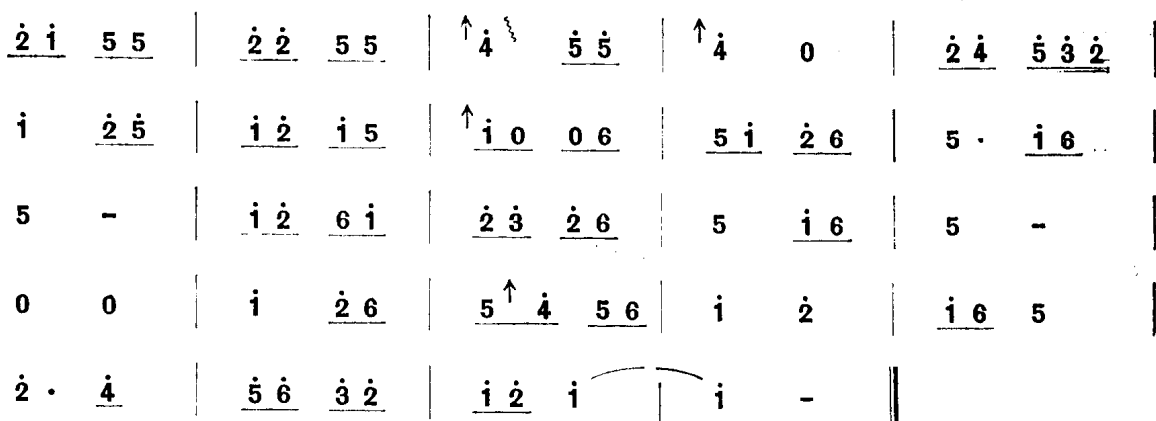 2̇ 1̇ 5 5 | 2̇ 2̇ 5 5 | ↑4̇ 5̇ 5̇ | ↑4̇ 0 | 2̇ 4̇ 5̇ 3̇ 2̇ |
1̇ 2̇ 5̇ | 1̇ 2̇ 1̇ 5 | ↑1̇ 0 0 6 | 5 1̇ 2̇ 6 | 5 · 1̇ 6 |
5 - | 1̇ 2̇ 6 1̇ | 2̇ 3̇ 2̇ 6 | 5 1̇ 6 | 5 - |
0 0 | 1̇ 2̇ 6 | 5 ↑4̇ 5 6 | 1̇ 2̇ | 1̇ 6 5 |
2̇ · 4̇ | 5̇ 6̇ 3̇ 2̇ | 1̇ 2̇ 1̇ | 1̇ - ‖